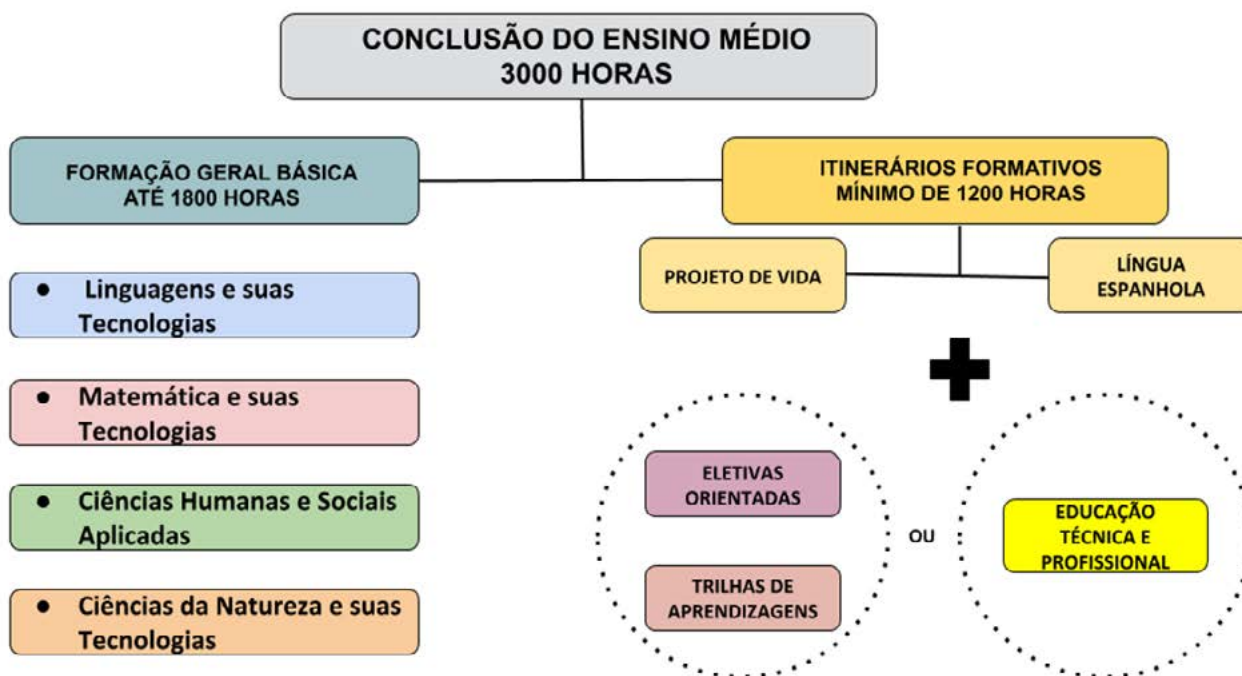 CONCLUSÃO DO ENSINO MÉDIO
3000 HORAS
FORMAÇÃO GERAL BÁSICA
ATÉ 1800 HORAS
ITINERÁRIOS FORMATIVOS
MÍNIMO DE 1200 HORAS
PROJETO DE VIDA
LÍNGUA
ESPANHOLA
• Linguagens e suas
Tecnologias
• Matemática e suas
Tecnologias
• Ciências Humanas e Sociais
Aplicadas
• Ciências da Natureza e suas
Tecnologias
ELETIVAS
ORIENTADAS
TRILHAS DE
APRENDIZAGENS
OU
EDUCAÇÃO
TÉCNICA E
PROFISSIONAL